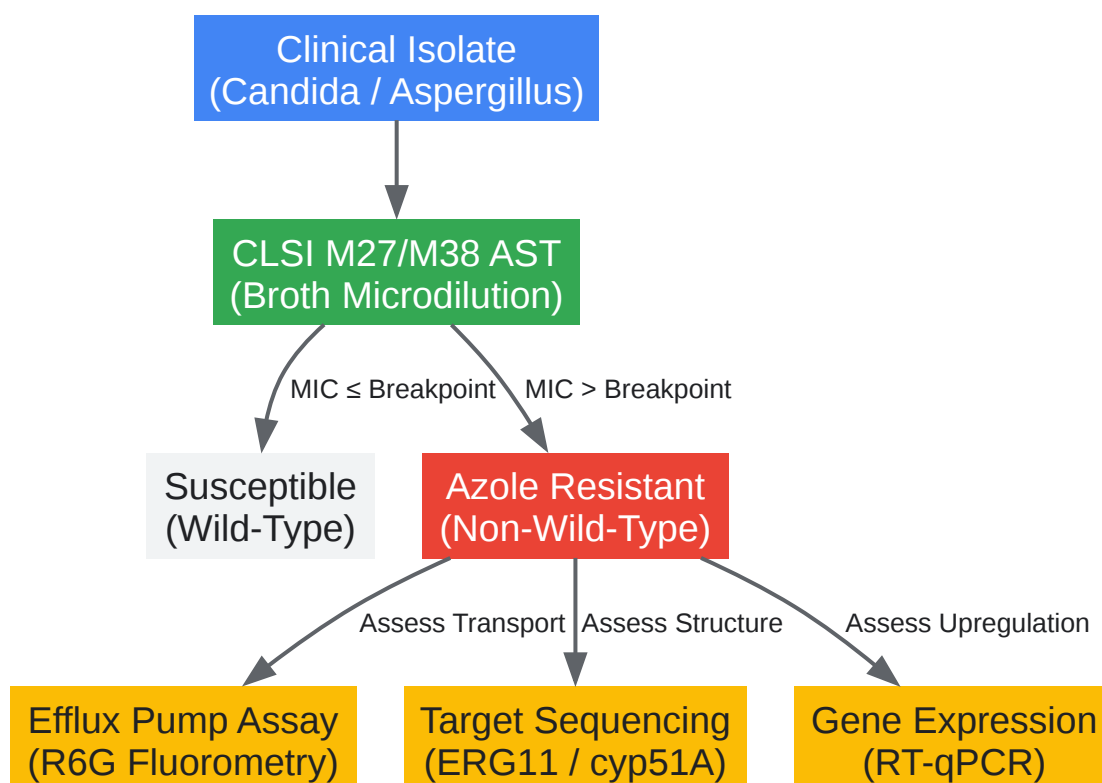 Clinical Isolate
(Candida / Aspergillus)
CLSI M27/M38 AST
(Broth Microdilution)
MIC ≤ Breakpoint
MIC > Breakpoint
Susceptible
(Wild-Type)
Azole Resistant
(Non-Wild-Type)
Assess Transport
Assess Structure
Assess Upregulation
Efflux Pump Assay
(R6G Fluorometry)
Target Sequencing
(ERG11 / cyp51A)
Gene Expression
(RT-qPCR)